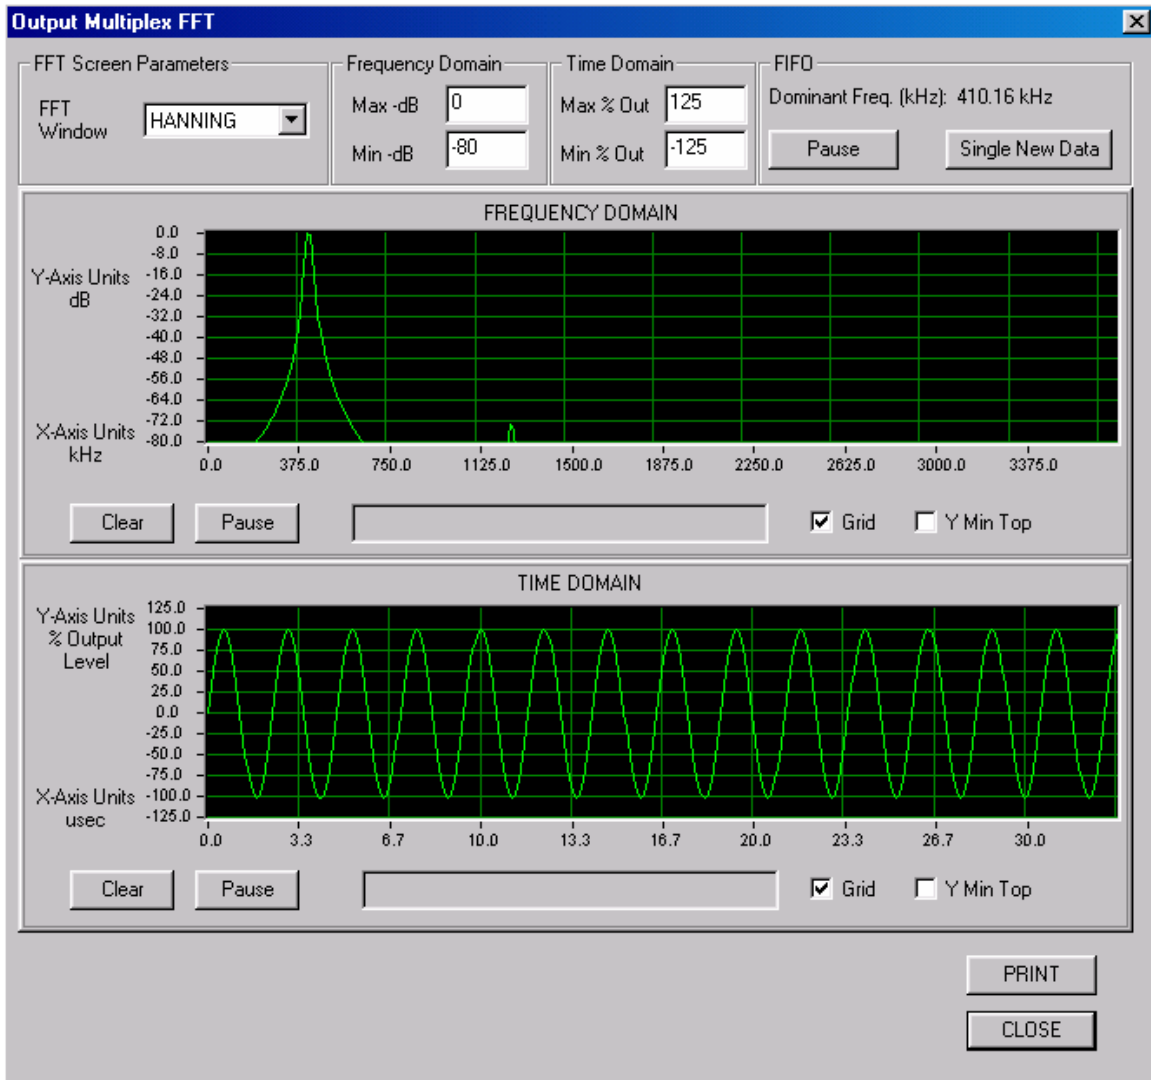 Output Multiplex FFT
FFT Screen Parameters
FFT
Window
HANNING
Frequency Domain
Max -dB
0
Min -dB
-80
Time Domain
Max % Out
125
Min % Out
-125
FIFO
Dominant Freq. (kHz): 410.16 kHz
Pause
Single New Data
FREQUENCY DOMAIN
Y-Axis Units
dB
0.0
-8.0
-16.0
-24.0
-32.0
-40.0
-48.0
-56.0
-64.0
-72.0
-80.0
X-Axis Units
kHz
0.0 375.0 750.0 1125.0 1500.0 1875.0 2250.0 2625.0 3000.0 3375.0
Clear
Pause
Grid
Y Min Top
TIME DOMAIN
Y-Axis Units
% Output
Level
125.0
100.0
75.0
50.0
25.0
0.0
-25.0
-50.0
-75.0
-100.0
-125.0
X-Axis Units
usec
0.0 3.3 6.7 10.0 13.3 16.7 20.0 23.3 26.7 30.0
Clear
Pause
Grid
Y Min Top
PRINT
CLOSE